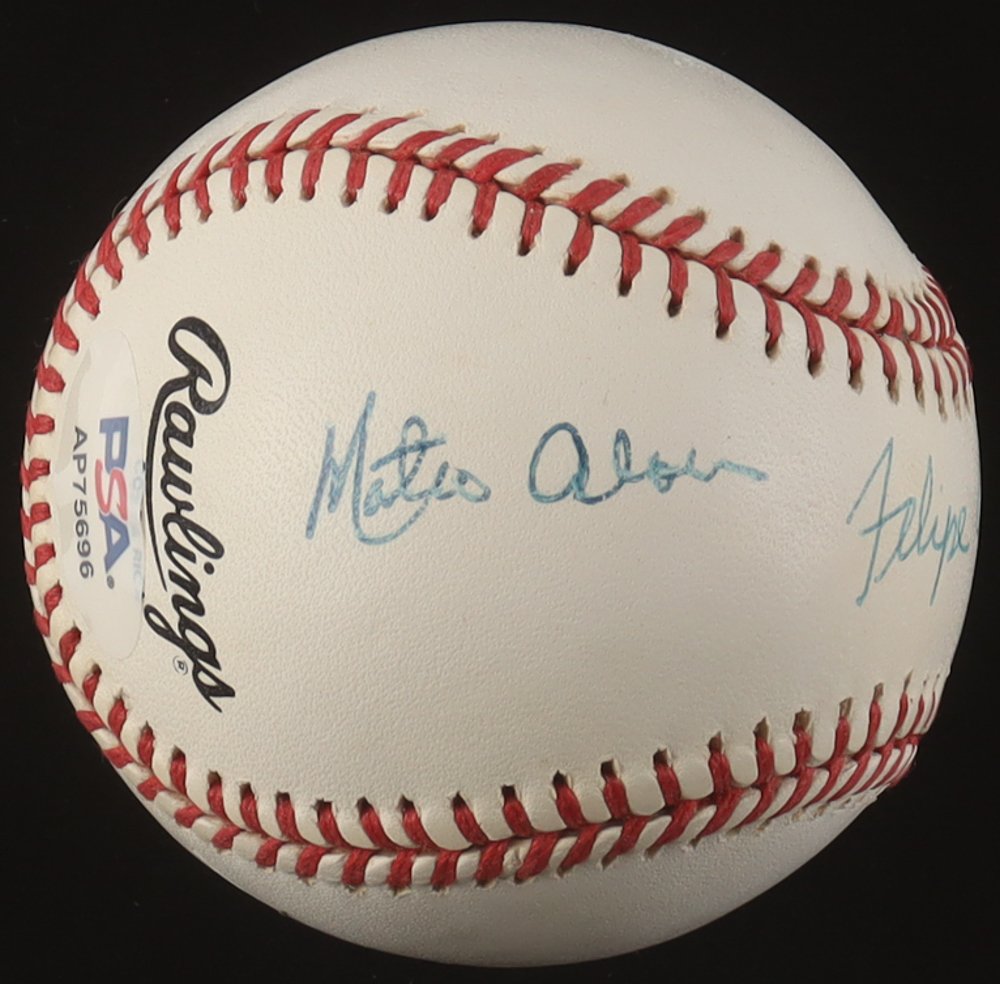 PSA
AP75696
Rawlings
Mateo Alou
Felipe